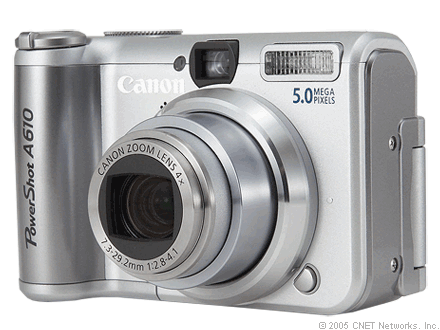 Canon
5.0 MEGA
PIXELS
PowerShot A610
CANON ZOOM LENS 4×
7.3-29.2mm 1:2.8-4.1
© 2005 CNET Networks, Inc.